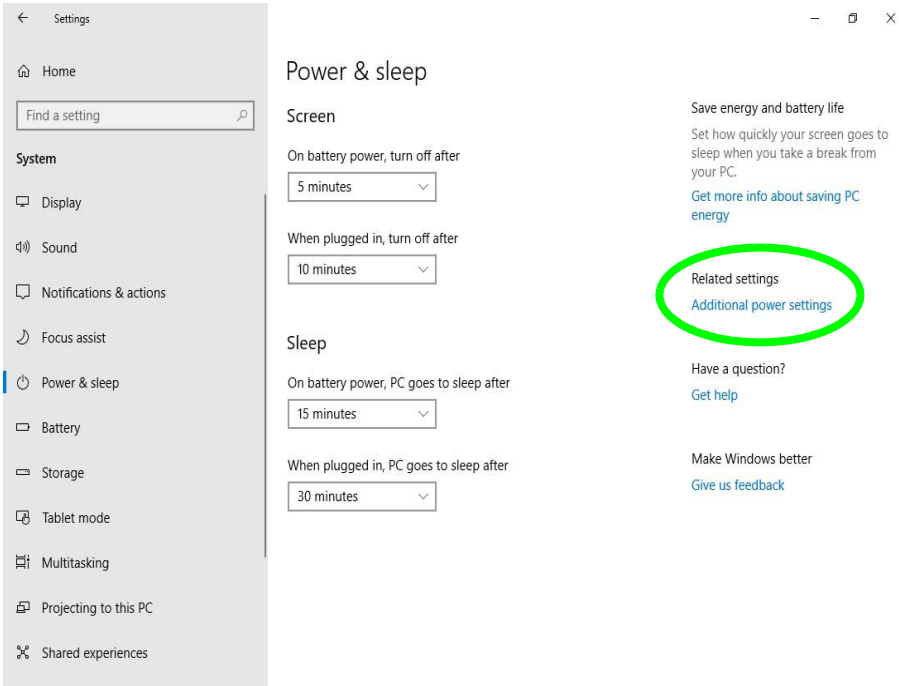 Settings
Home
Find a setting
System
Display
Sound
Notifications & actions
Focus assist
Power & sleep
Battery
Storage
Tablet mode
Multitasking
Projecting to this PC
Shared experiences
Power & sleep
Screen
On battery power, turn off after
5 minutes
When plugged in, turn off after
10 minutes
Sleep
On battery power, PC goes to sleep after
15 minutes
When plugged in, PC goes to sleep after
30 minutes
Save energy and battery life
Set how quickly your screen goes to
sleep when you take a break from
your PC.
Get more info about saving PC
energy
Related settings
Additional power settings
Have a question?
Get help
Make Windows better
Give us feedback